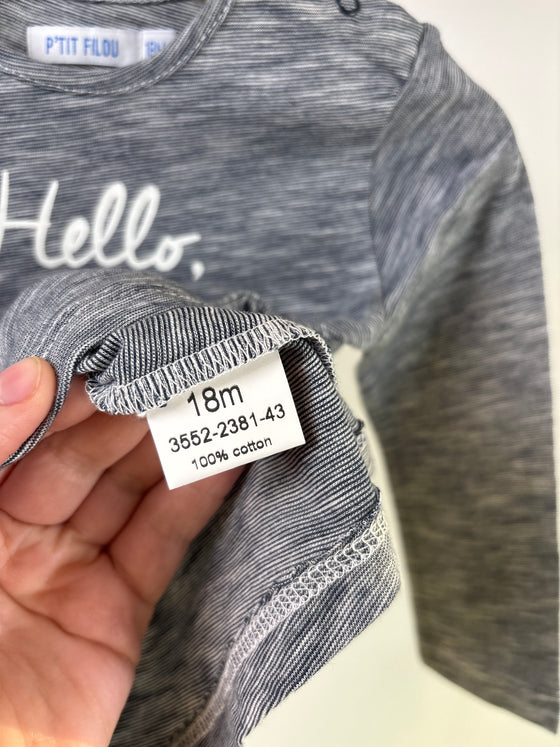 P'TIT FILOU
Hello,
18m
3552-2381-43
100% cotton